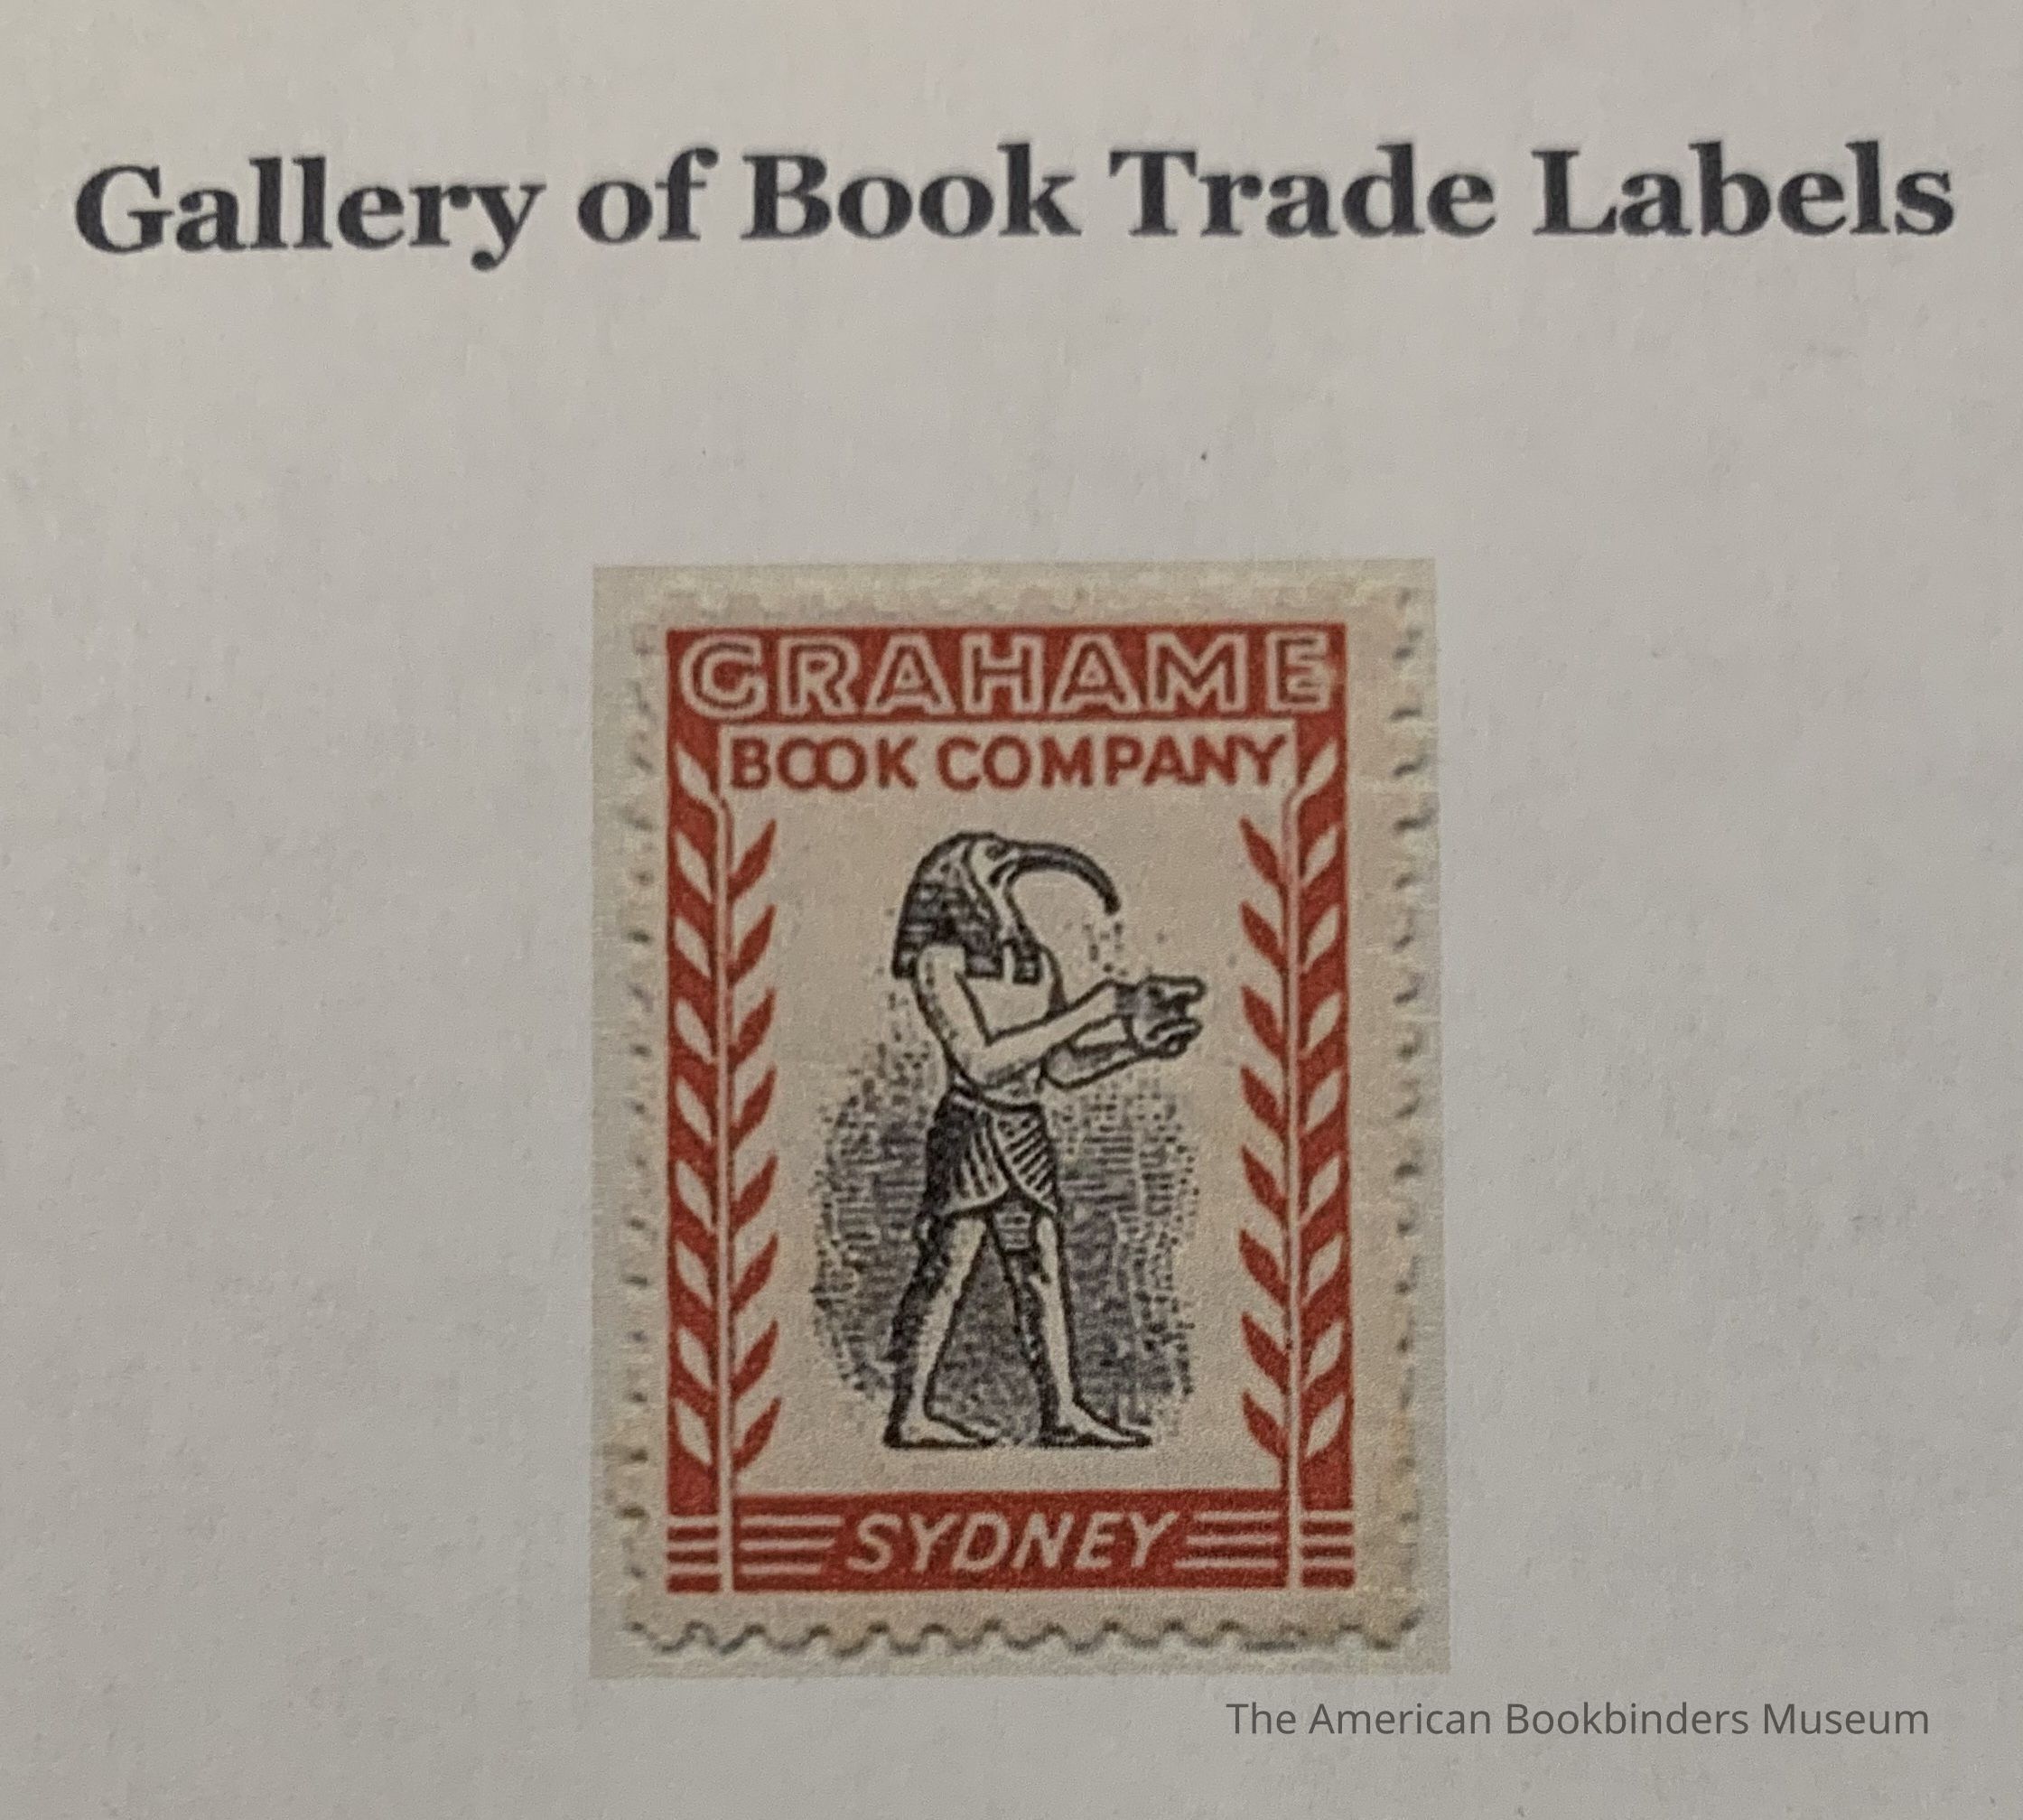 Gallery of Book Trade Labels
GRAHAME
BOOK COMPANY
SYDNEY
The American Bookbinders Museum